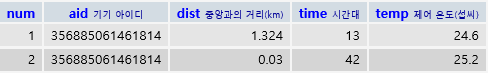 num aid 기기 아이디 dist 중앙과의 거리(km) time 시간대 temp 제어 온도(섭씨)
1 356885061461814 1.324 13 24.6
2 356885061461814 0.03 42 25.2